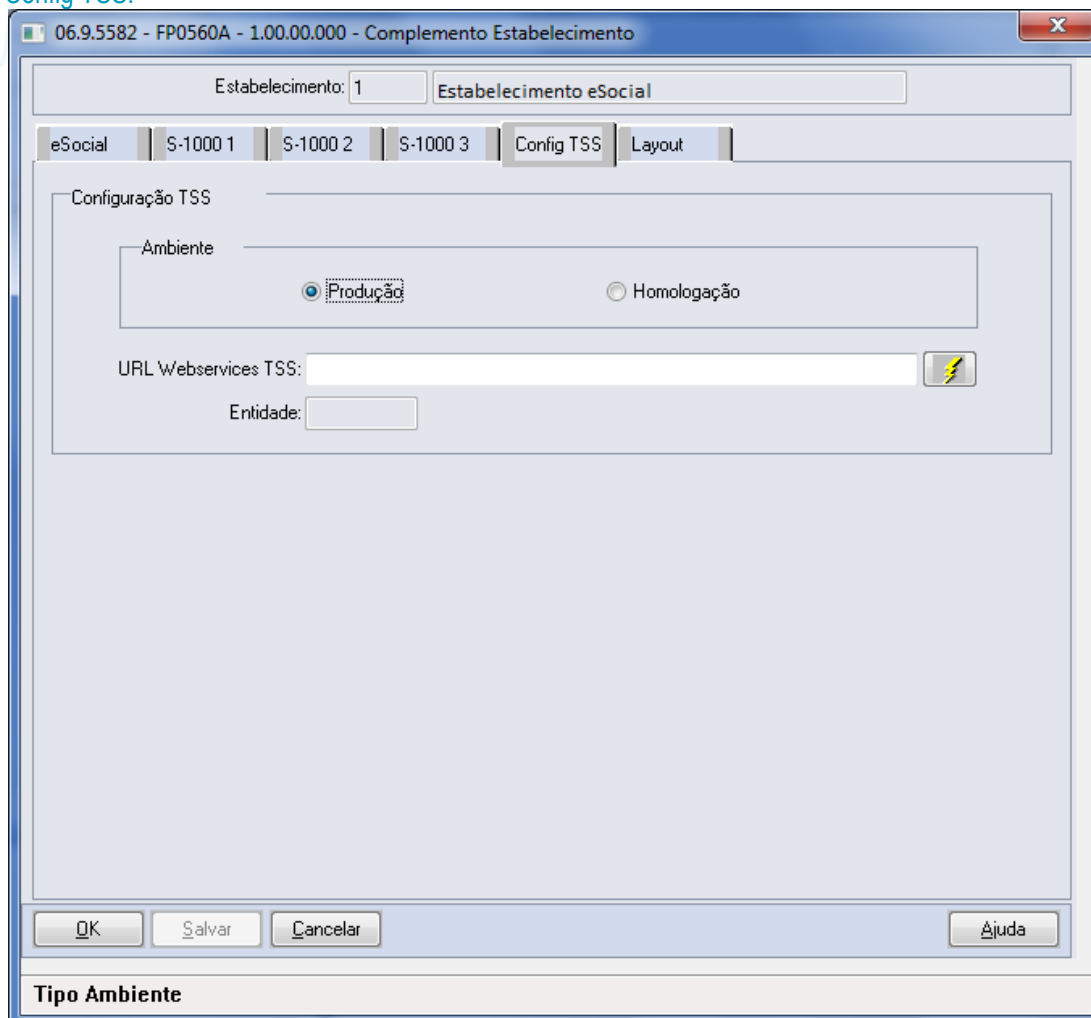 Config TSS.
06.9.5582 - FP0560A - 1.00.00.000 - Complemento Estabelecimento
Estabelecimento: 1 Estabelecimento eSocial
eSocial S-1000 1 S-1000 2 S-1000 3 Config TSS Layout
Configuração TSS
Ambiente
Produção Homologação
URL Webservices TSS:
Entidade:
OK Salvar Cancelar Ajuda
Tipo Ambiente